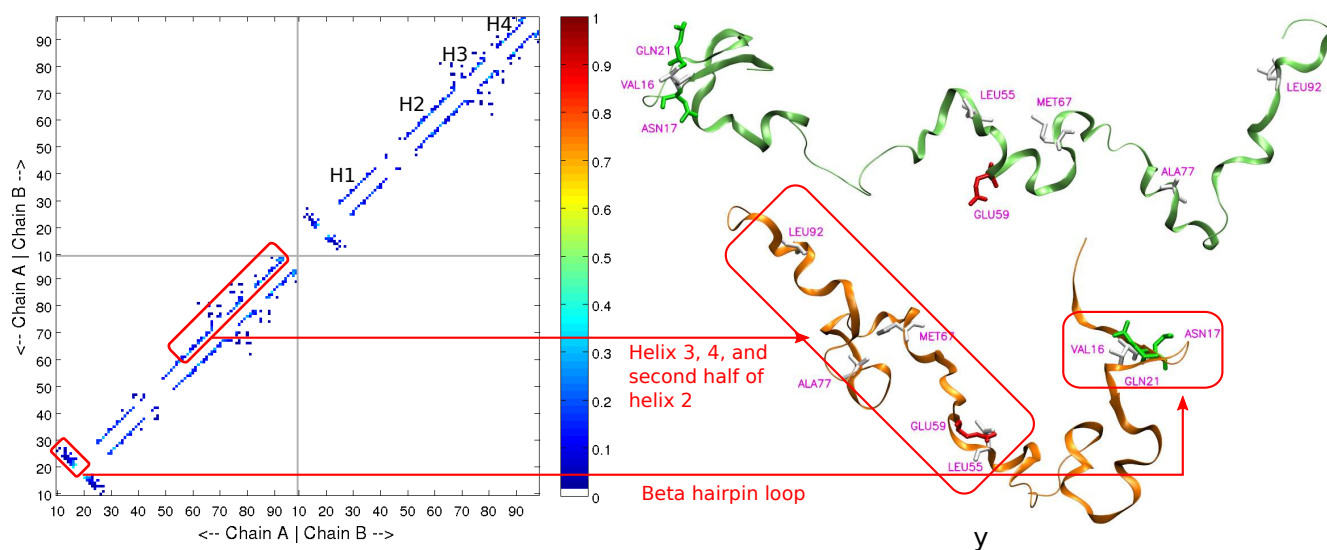 H4
H3
H2
H1
90
80
70
60
50
40
30
20
10
90
80
70
60
50
40
30
20
10
<-- Chain A | Chain B -->
10 20 30 40 50 60 70 80 90 10 20 30 40 50 60 70 80 90
<-- Chain A | Chain B -->
1
0.9
0.8
0.7
0.6
0.5
0.4
0.3
0.2
0.1
0
GLN21
VAL16
ASN17
LEU55
MET67
GLU59
ALA77
LEU92
LEU92
MET67
ALA77
GLU59
LEU55
ASN17
VAL16
GLN21
Helix 3, 4, and
second half of
helix 2
Beta hairpin loop
y